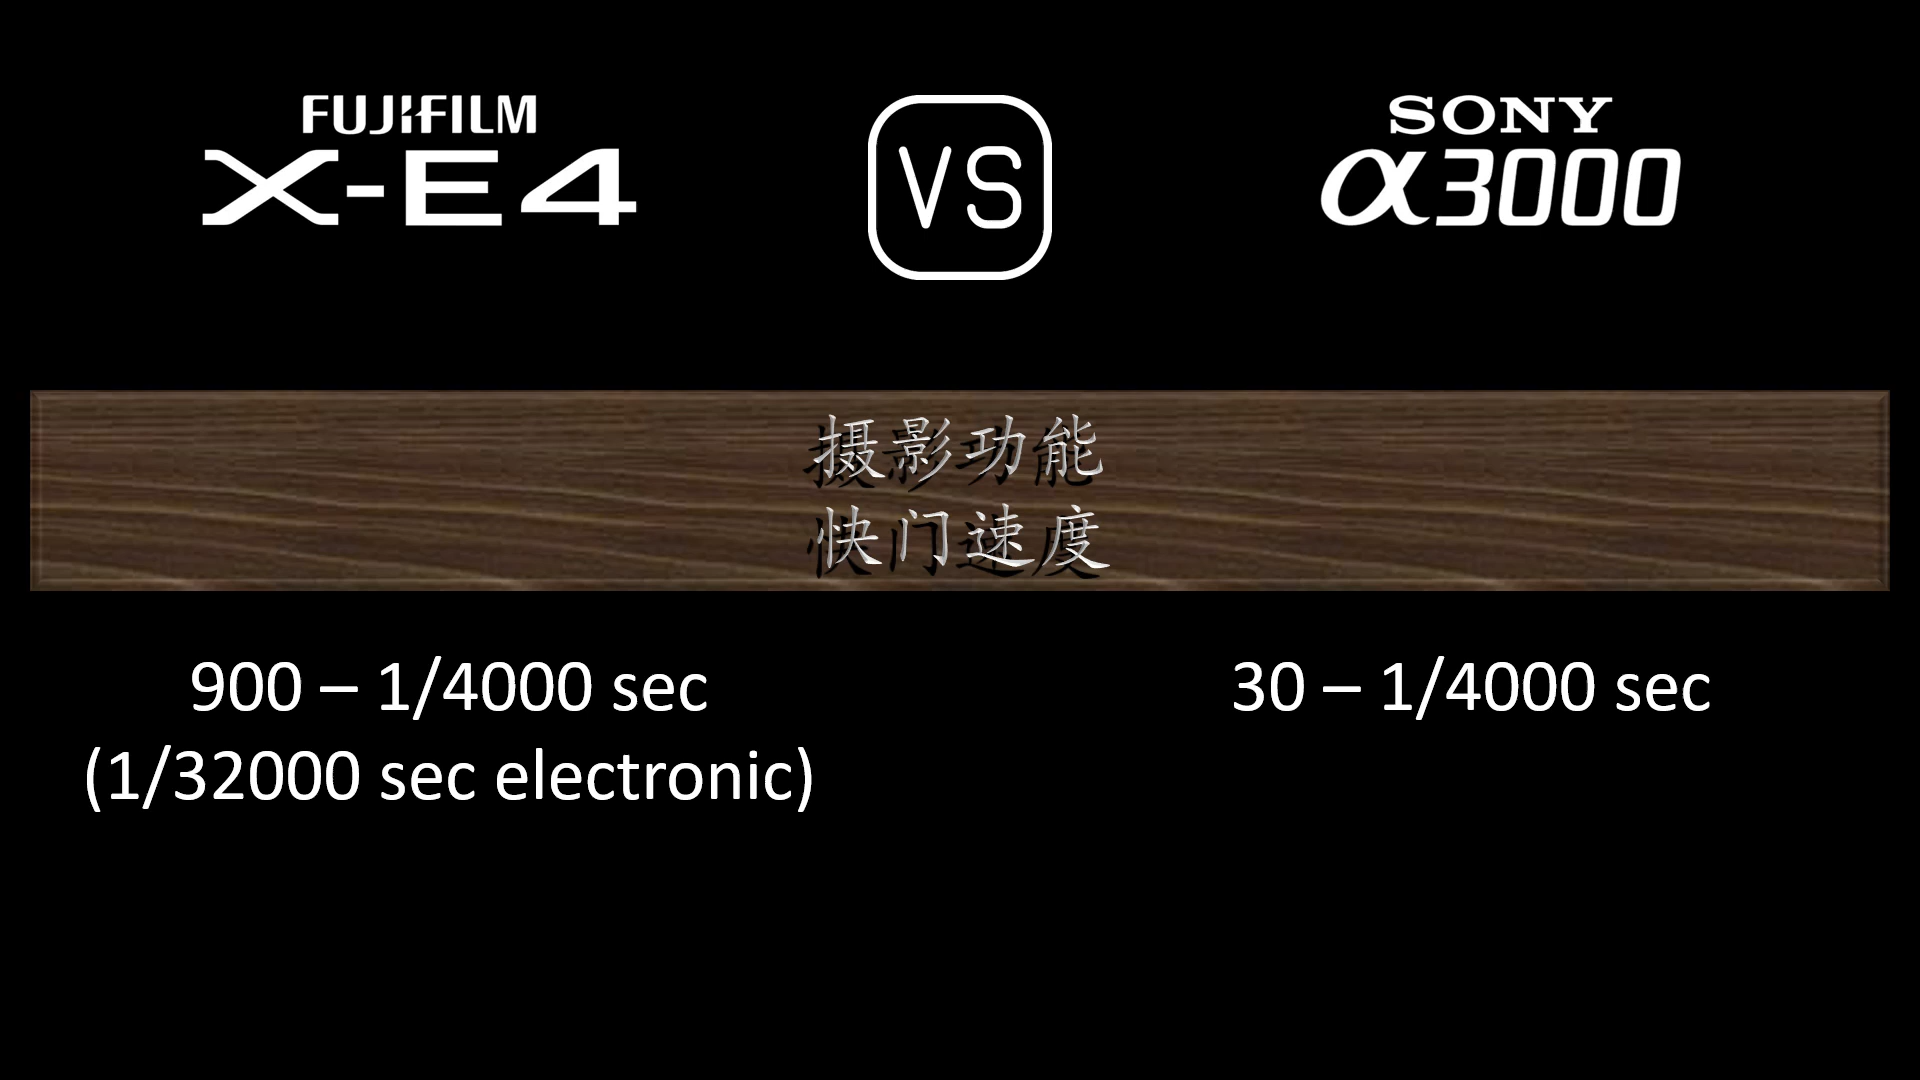 FUJIFILM
X-E4
VS
SONY
α3000
摄影功能
快门速度
900 – 1/4000 sec
(1/32000 sec electronic)
30 – 1/4000 sec